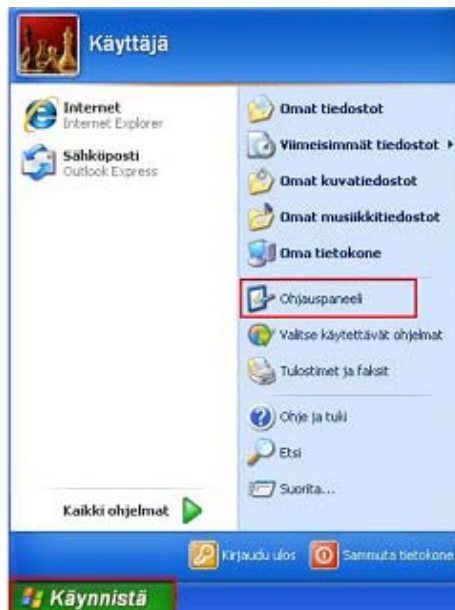 Käyttäjä
Internet
Internet Explorer
Sähköposti
Outlook Express
Kaikki ohjelmat
Omat tiedostot
Viimeisimmät tiedostot
Omat kuvatiedostot
Omat musiikkitiedostot
Oma tietokone
Ohjauspaneeli
Valitse käytettävät ohjelmat
Tulostimet ja faksit
Ohje ja tuki
Etsi
Suorita...
Kirjaudu ulos
Sammuta tietokone
Käynnistä